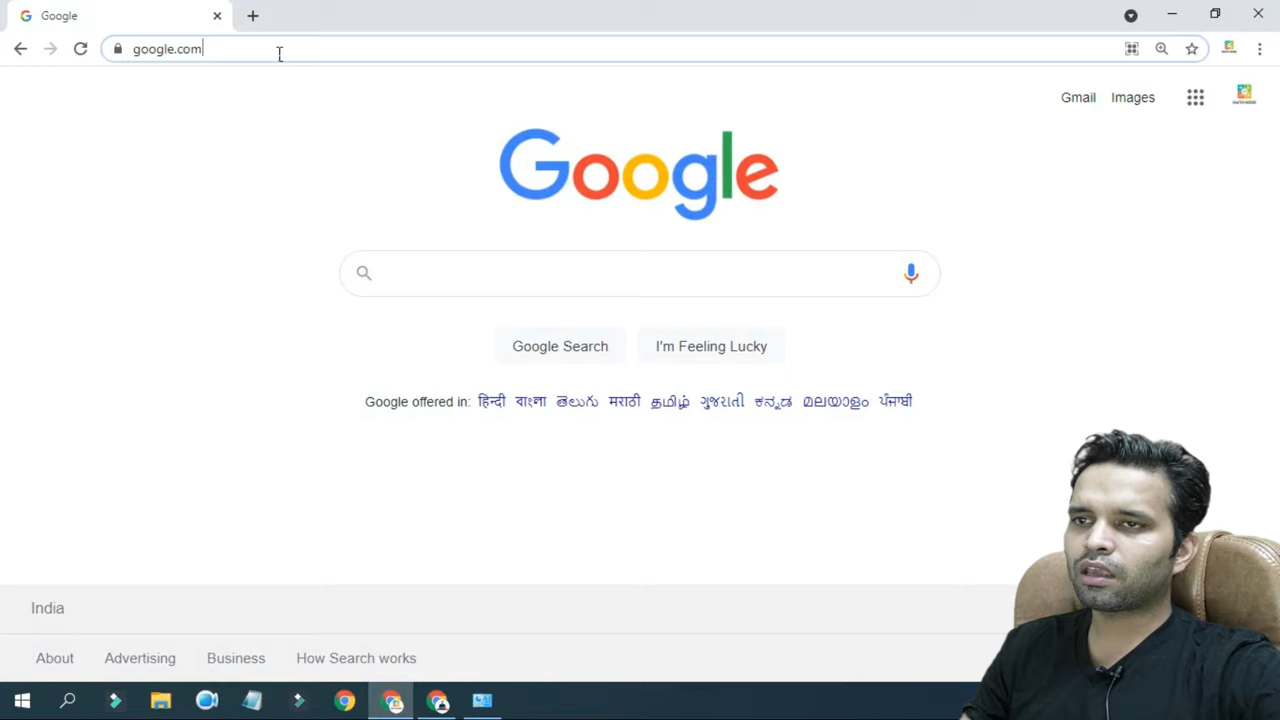 Google
google.com
Gmail Images
Google
Google Search I'm Feeling Lucky
Google offered in: हिन्दी বাংলা తెలుగు मराठी தமிழ் ગુજરાતી ಕನ್ನಡ മലയാളം ਪੰਜਾਬੀ
India
About Advertising Business How Search works